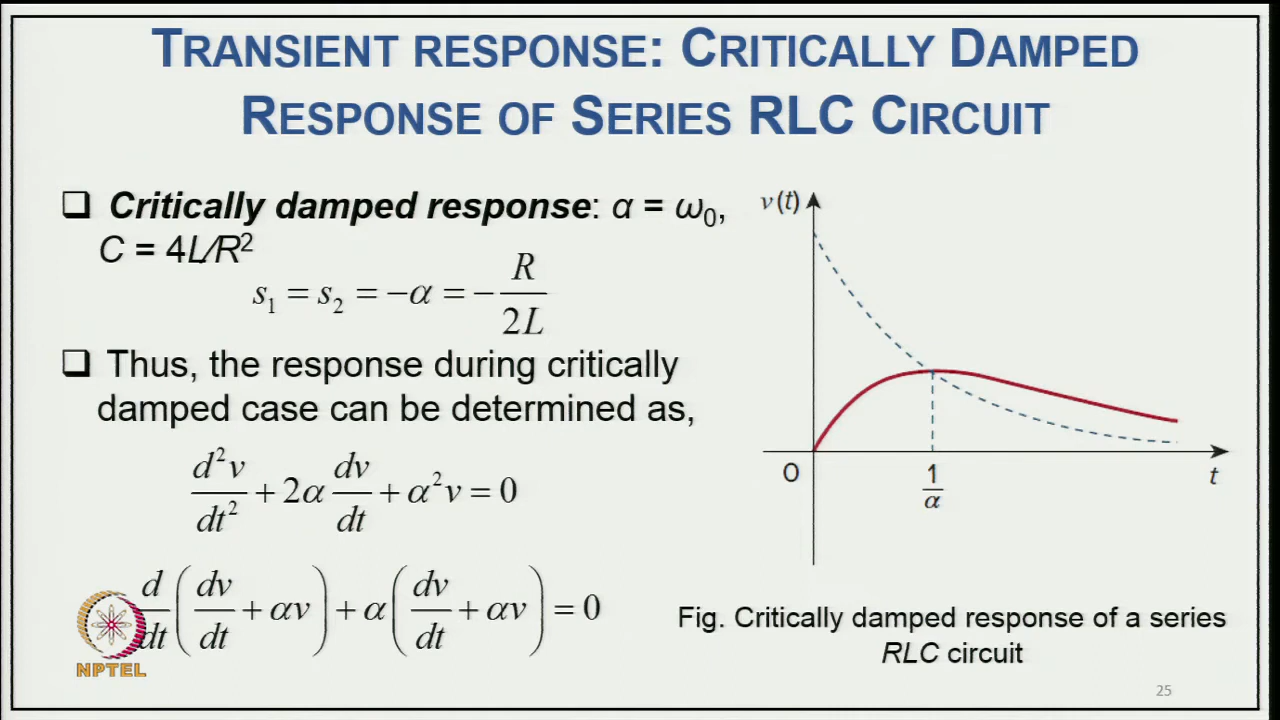 TRANSIENT RESPONSE: CRITICALLY DAMPED
RESPONSE OF SERIES RLC CIRCUIT
❑ Critically damped response: α = ω₀,
C = 4L/R²
s₁ = s₂ = −α = − R/2L
❑ Thus, the response during critically
damped case can be determined as,
d²v/dt² + 2α dv/dt + α²v = 0
d/dt (dv/dt + αv) + α (dv/dt + αv) = 0
NPTEL
v(t)
0
1/α
t
Fig. Critically damped response of a series
RLC circuit
25